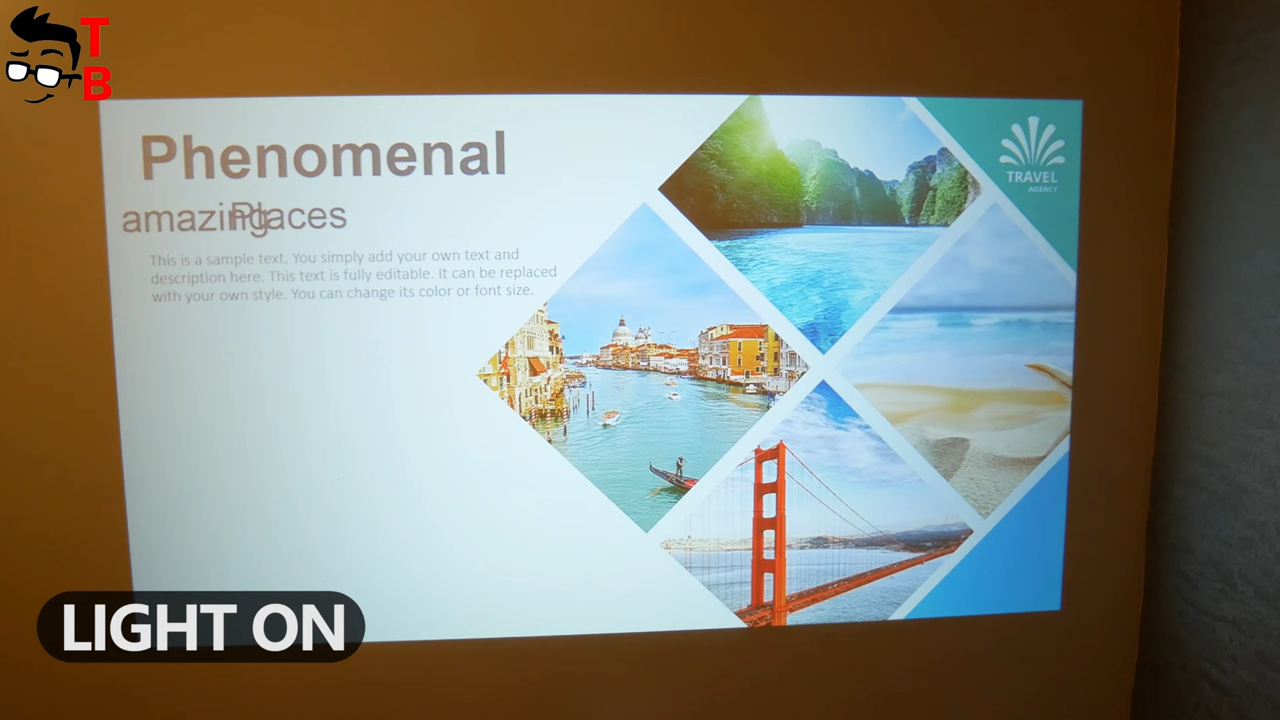 TB
Phenomenal
amazing Places
This is a sample text. You simply add your own text and
description here. This text is fully editable. It can be replaced
with your own style. You can change its color or font size.
TRAVEL
AGENCY
LIGHT ON